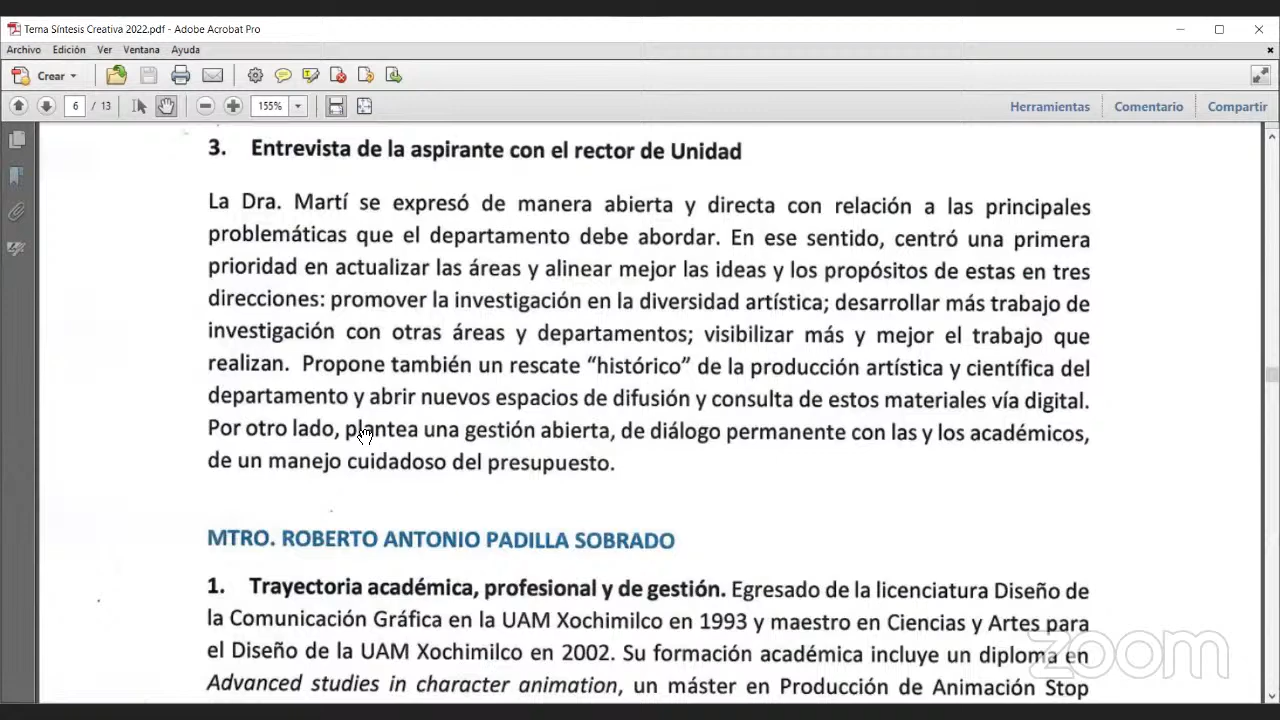 Tema Síntesis Creativa 2022.pdf - Adobe Acrobat Pro
Archivo Edición Ver Ventana Ayuda
Crear
6 / 13 155% Herramientas Comentario Compartir
3. Entrevista de la aspirante con el rector de Unidad
La Dra. Martí se expresó de manera abierta y directa con relación a las principales
problemáticas que el departamento debe abordar. En ese sentido, centró una primera
prioridad en actualizar las áreas y alinear mejor las ideas y los propósitos de estas en tres
direcciones: promover la investigación en la diversidad artística; desarrollar más trabajo de
investigación con otras áreas y departamentos; visibilizar más y mejor el trabajo que
realizan. Propone también un rescate “histórico” de la producción artística y científica del
departamento y abrir nuevos espacios de difusión y consulta de estos materiales vía digital.
Por otro lado, plantea una gestión abierta, de diálogo permanente con las y los académicos,
de un manejo cuidadoso del presupuesto.
MTRO. ROBERTO ANTONIO PADILLA SOBRADO
1. Trayectoria académica, profesional y de gestión. Egresado de la licenciatura Diseño de
la Comunicación Gráfica en la UAM Xochimilco en 1993 y maestro en Ciencias y Artes para
el Diseño de la UAM Xochimilco en 2002. Su formación académica incluye un diploma en
Advanced studies in character animation, un máster en Producción de Animación Stop
zoom